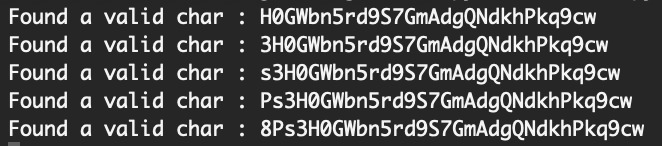 Found a valid char : H0GWbn5rd9S7GmAdgQNdkhPkq9cw
Found a valid char : 3H0GWbn5rd9S7GmAdgQNdkhPkq9cw
Found a valid char : s3H0GWbn5rd9S7GmAdgQNdkhPkq9cw
Found a valid char : Ps3H0GWbn5rd9S7GmAdgQNdkhPkq9cw
Found a valid char : 8Ps3H0GWbn5rd9S7GmAdgQNdkhPkq9cw